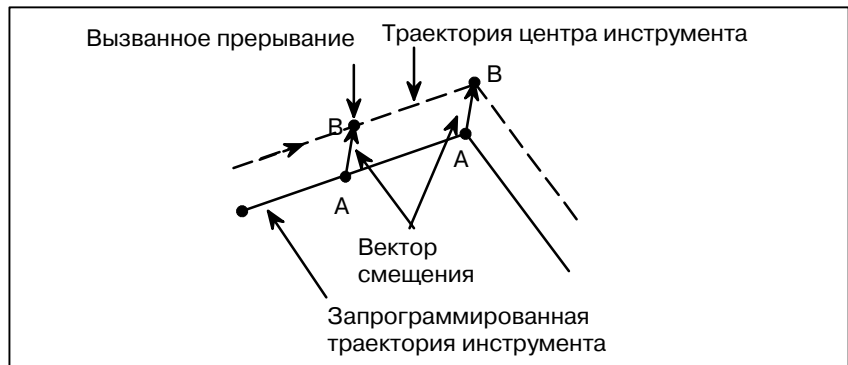 Вызванное прерывание
Траектория центра инструмента
B
B
A
A
Вектор
смещения
Запрограммированная
траектория инструмента